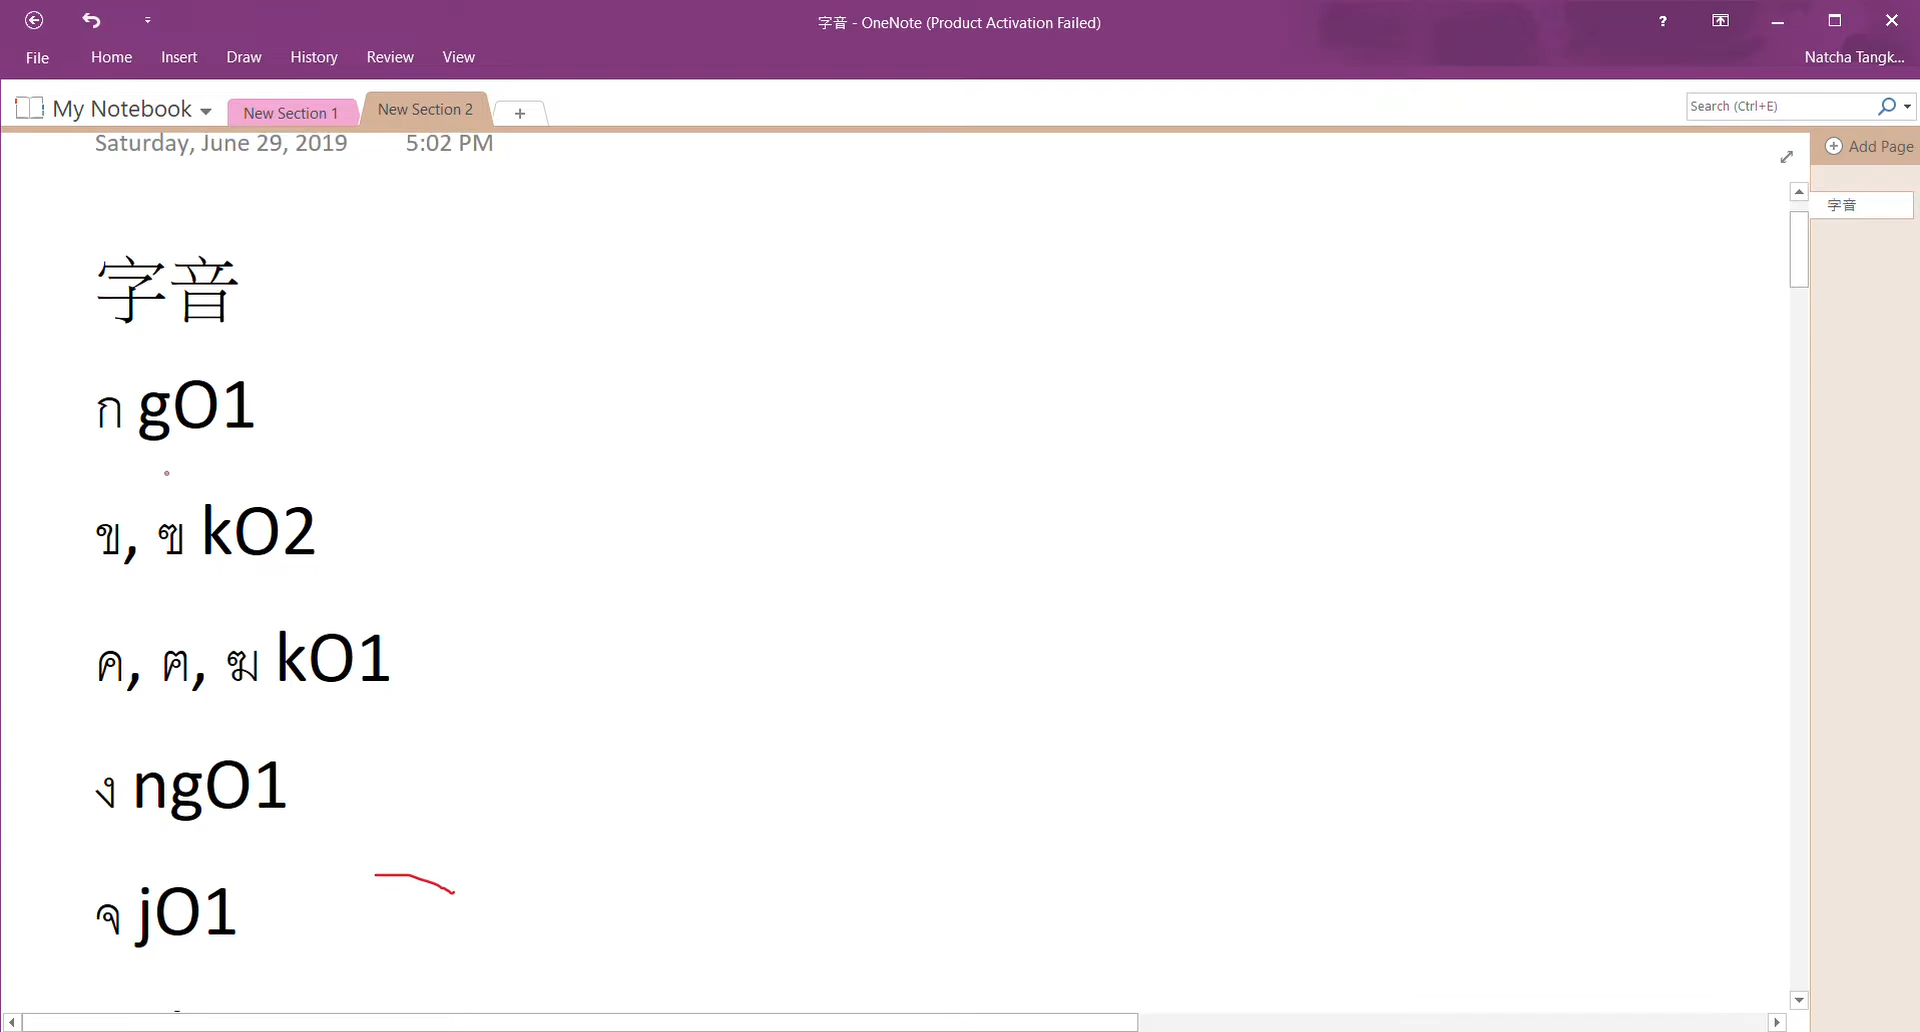 字音 - OneNote (Product Activation Failed)
?
File Home Insert Draw History Review View
Natcha Tangk...
My Notebook New Section 1 New Section 2 +
Search (Ctrl+E)
Saturday, June 29, 2019 5:02 PM
Add Page
字音
字音
ก gO1
ข, ฃ kO2
ค, ฅ, ฆ kO1
ง ngO1
จ jO1